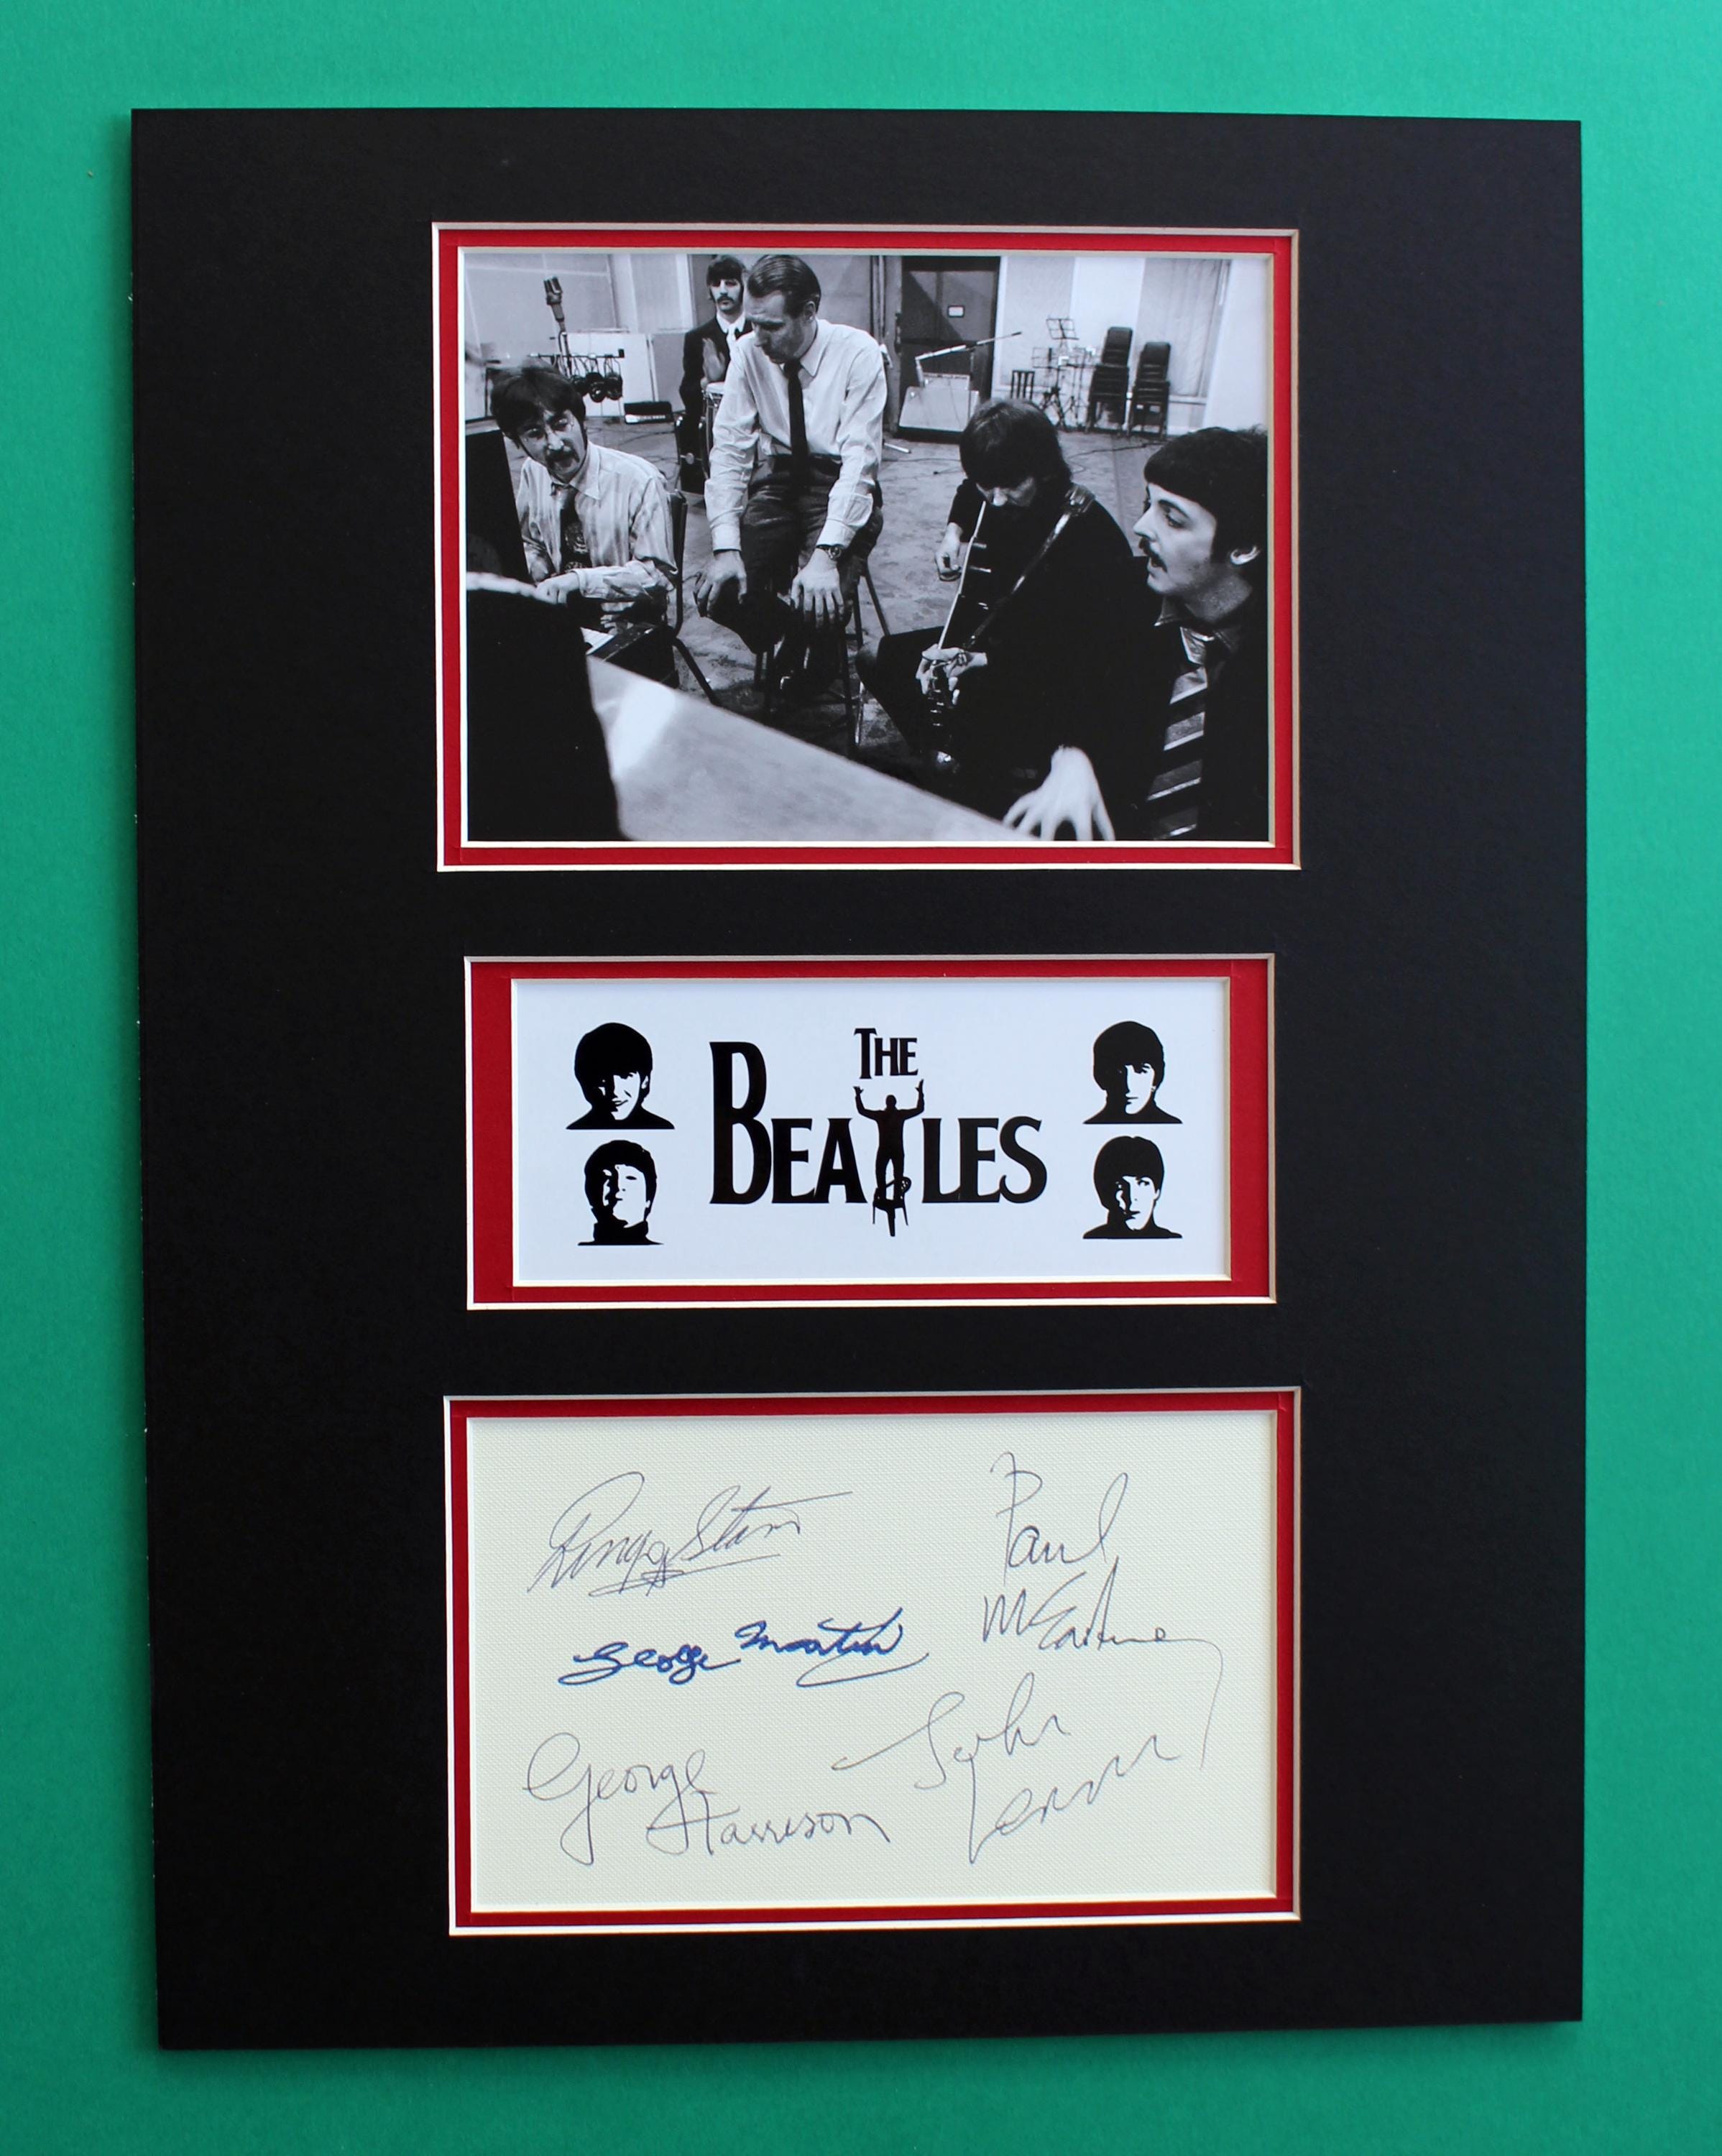 THE
BEATLES
Ringo Starr
Paul
McCartney
George Martin
John
Lennon
George
Harrison